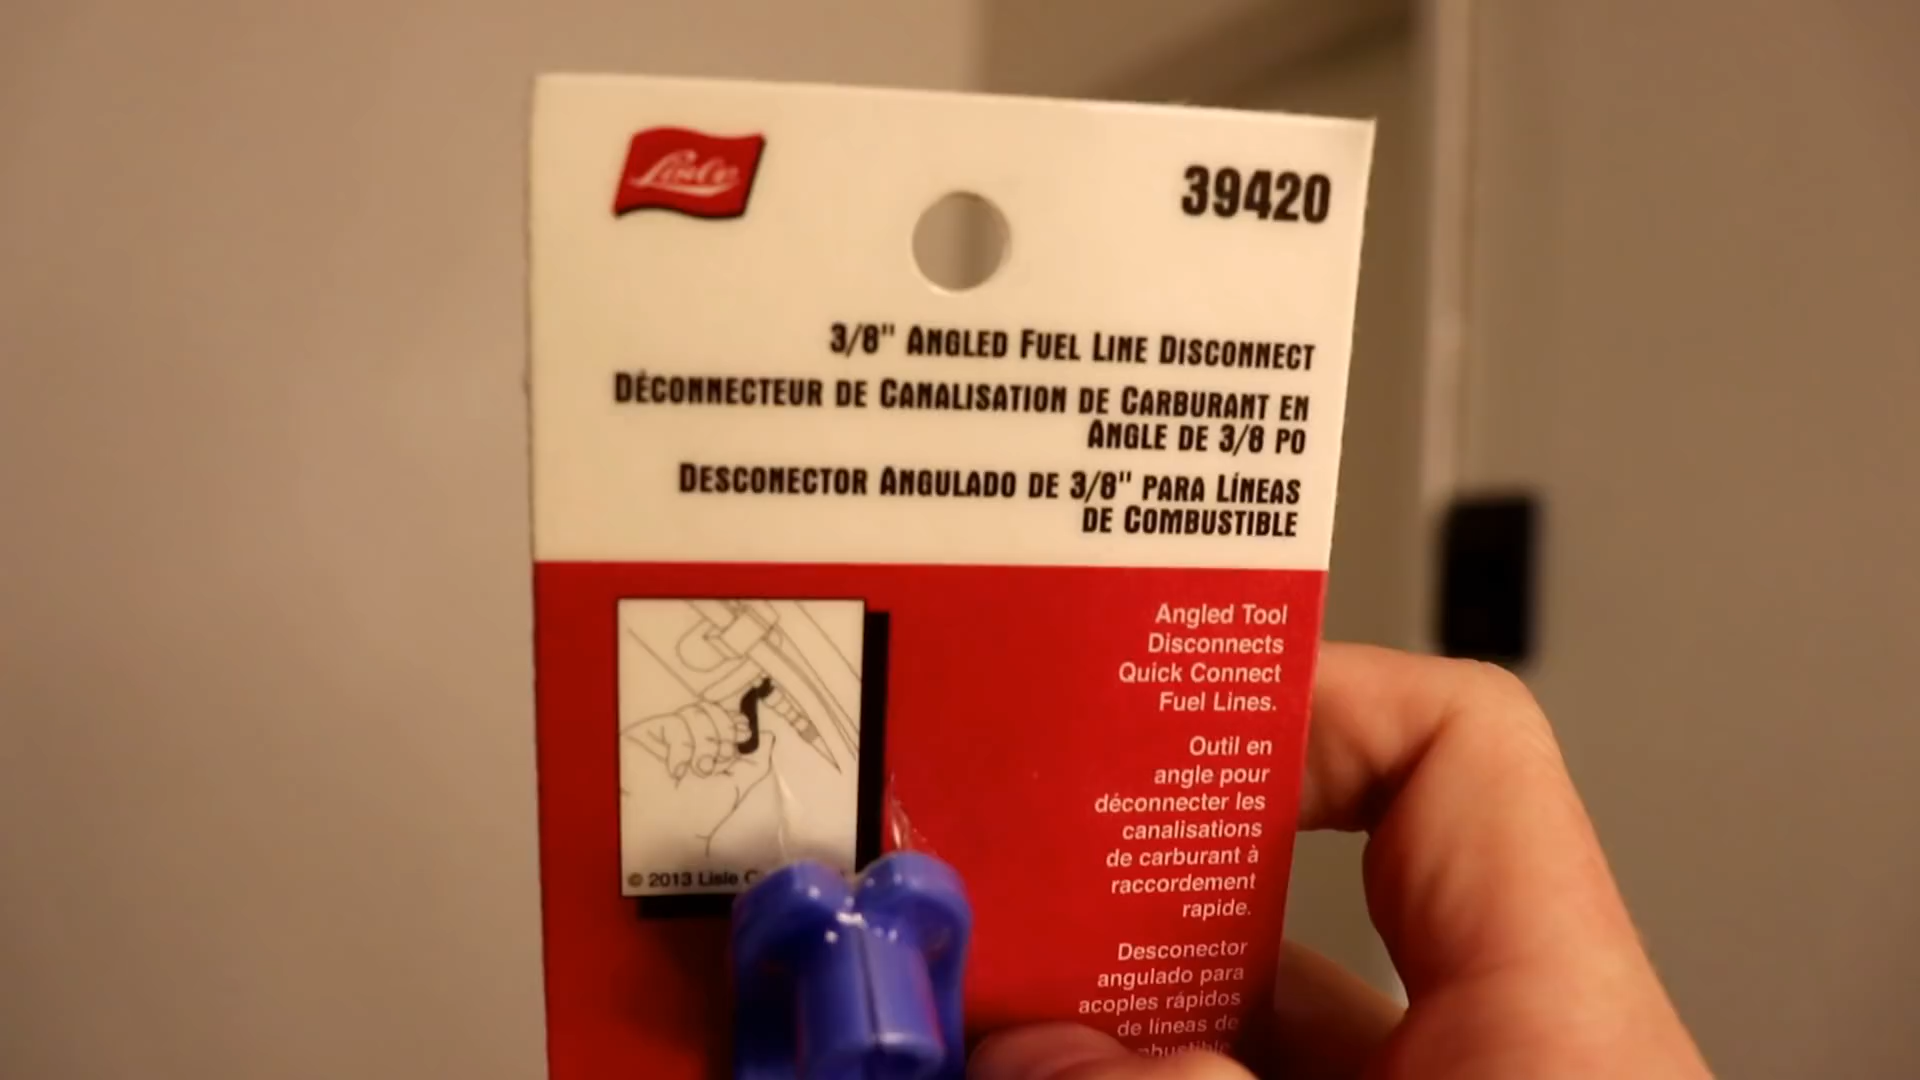 Lisle
39420
3/8" ANGLED FUEL LINE DISCONNECT
DÉCONNECTEUR DE CANALISATION DE CARBURANT EN
ANGLE DE 3/8 PO
DESCONECTOR ANGULADO DE 3/8" PARA LÍNEAS
DE COMBUSTIBLE
Angled Tool
Disconnects
Quick Connect
Fuel Lines.
Outil en
angle pour
déconnecter les
canalisations
de carburant à
raccordement
rapide.
Desconector
angulado para
acoples rápidos
de líneas de
© 2013 Lisle